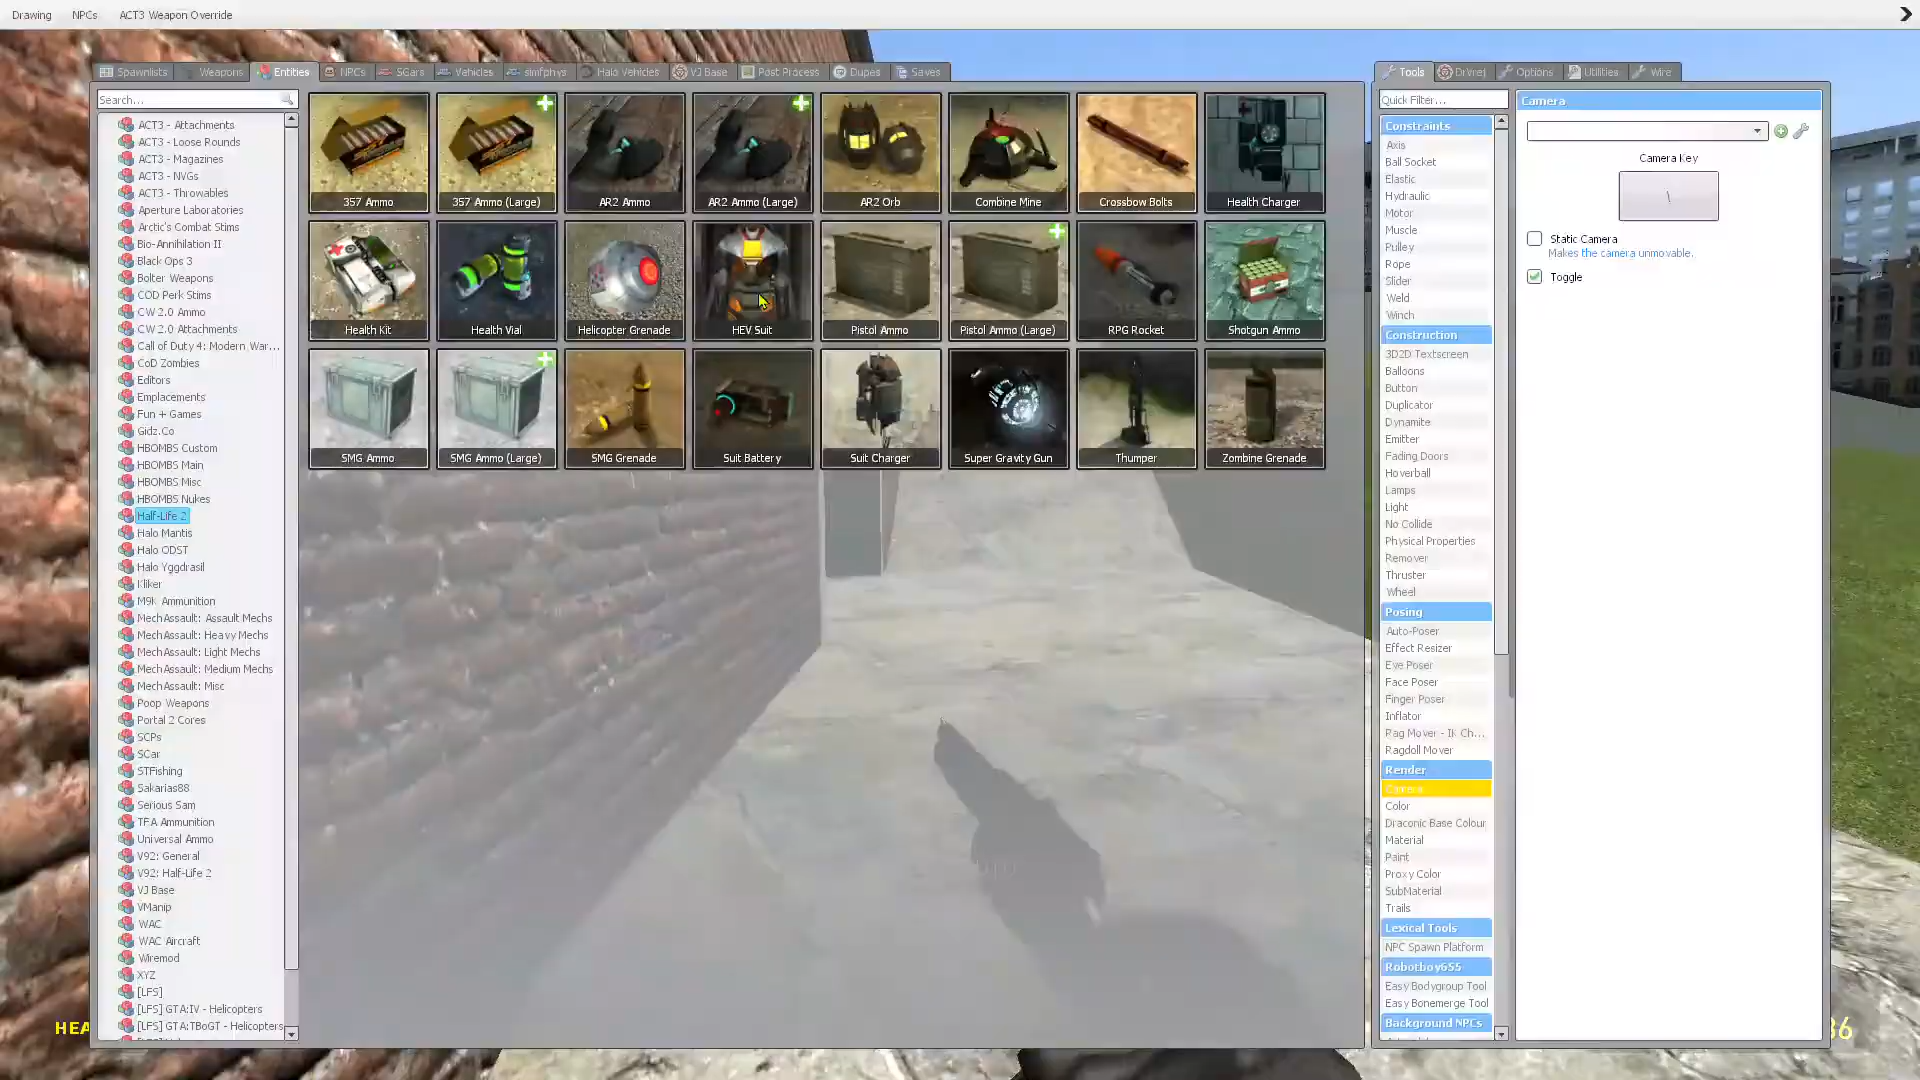 Drawing NPCs ACT3 Weapon Override
Spawnlists Weapons Entities NPCs SCars Vehicles simfphys Halo Vehicles VJ Base Post Process Dupes Saves
Search...
ACT3 - Attachments
ACT3 - Loose Rounds
ACT3 - Magazines
ACT3 - NVGs
ACT3 - Throwables
Aperture Laboratories
Arctic's Combat Stims
Bio-Annihilation II
Black Ops 3
Bolter Weapons
COD Perk Stims
CW 2.0 Ammo
CW 2.0 Attachments
Call of Duty 4: Modern War...
CoD Zombies
Editors
Emplacements
Fun + Games
Gidz.Co
HBOMBS Custom
HBOMBS Main
HBOMBS Misc
HBOMBS Nukes
Half-Life 2
Halo Mantis
Halo ODST
Halo Yggdrasil
Kliker
M9K Ammunition
MechAssault: Assault Mechs
MechAssault: Heavy Mechs
MechAssault: Light Mechs
MechAssault: Medium Mechs
MechAssault: Misc
Poop Weapons
Portal 2 Cores
SCPs
SCar
STFishing
Sakarias88
Serious Sam
TFA Ammunition
Universal Ammo
V92: General
V92: Half-Life 2
VJ Base
VManip
WAC
WAC Aircraft
Wiremod
XYZ
[LFS]
[LFS] GTA:IV - Helicopters
[LFS] GTA:TBoGT - Helicopters
357 Ammo 357 Ammo (Large) AR2 Ammo AR2 Ammo (Large) AR2 Orb Combine Mine Crossbow Bolts Health Charger
Health Kit Health Vial Helicopter Grenade HEV Suit Pistol Ammo Pistol Ammo (Large) RPG Rocket Shotgun Ammo
SMG Ammo SMG Ammo (Large) SMG Grenade Suit Battery Suit Charger Super Gravity Gun Thumper Zombine Grenade
Tools DrVrej Options Utilities Wire
Quick Filter...
Constraints
Axis
Ball Socket
Elastic
Hydraulic
Motor
Muscle
Pulley
Rope
Slider
Weld
Winch
Construction
3D2D Textscreen
Balloons
Button
Duplicator
Dynamite
Emitter
Fading Doors
Hoverball
Lamps
Light
No Collide
Physical Properties
Remover
Thruster
Wheel
Posing
Auto-Poser
Effect Resizer
Eye Poser
Face Poser
Finger Poser
Inflator
Rag Mover - Ik Ch...
Ragdoll Mover
Render
Camera
Color
Draconic Base Colour
Material
Paint
Proxy Color
SubMaterial
Trails
Lexical Tools
NPC Spawn Platform
Robotboy655
Easy Bodygroup Tool
Easy Bonemerge Tool
Background NPCs
Camera
Camera Key
\
Static Camera
Makes the camera unmovable.
Toggle
HEA
36